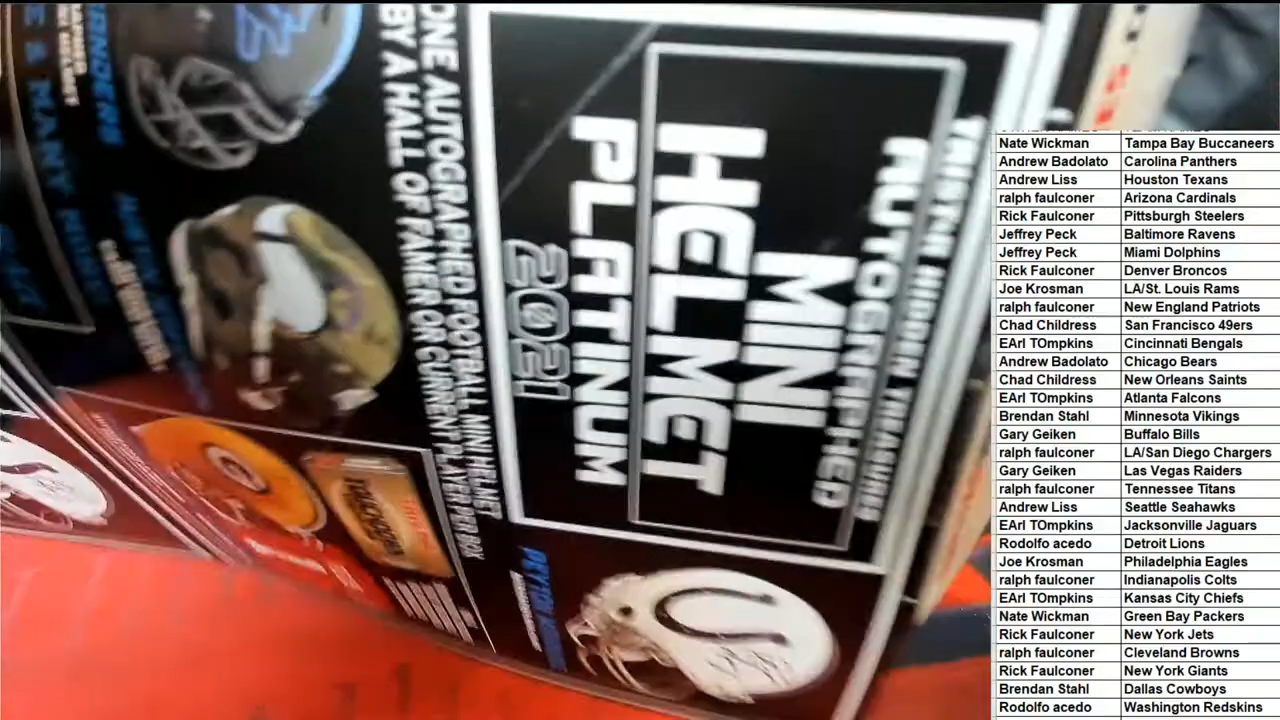 TRISTAR HIDDEN TREASURES
AUTOGRAPHED
MINI
HELMET
PLATINUM
2021
ONE AUTOGRAPHED FOOTBALL MINI HELMET
BY A HALL OF FAMER OR CURRENT PLAYER PER BOX
Nate Wickman Tampa Bay Buccaneers
Andrew Badolato Carolina Panthers
Andrew Liss Houston Texans
ralph faulconer Arizona Cardinals
Rick Faulconer Pittsburgh Steelers
Jeffrey Peck Baltimore Ravens
Jeffrey Peck Miami Dolphins
Rick Faulconer Denver Broncos
Joe Krosman LA/St. Louis Rams
ralph faulconer New England Patriots
Chad Childress San Francisco 49ers
EArl TOmpkins Cincinnati Bengals
Andrew Badolato Chicago Bears
Chad Childress New Orleans Saints
EArl TOmpkins Atlanta Falcons
Brendan Stahl Minnesota Vikings
Gary Geiken Buffalo Bills
ralph faulconer LA/San Diego Chargers
Gary Geiken Las Vegas Raiders
ralph faulconer Tennessee Titans
Andrew Liss Seattle Seahawks
EArl TOmpkins Jacksonville Jaguars
Rodolfo acedo Detroit Lions
Joe Krosman Philadelphia Eagles
ralph faulconer Indianapolis Colts
EArl TOmpkins Kansas City Chiefs
Nate Wickman Green Bay Packers
Rick Faulconer New York Jets
ralph faulconer Cleveland Browns
Rick Faulconer New York Giants
Brendan Stahl Dallas Cowboys
Rodolfo acedo Washington Redskins